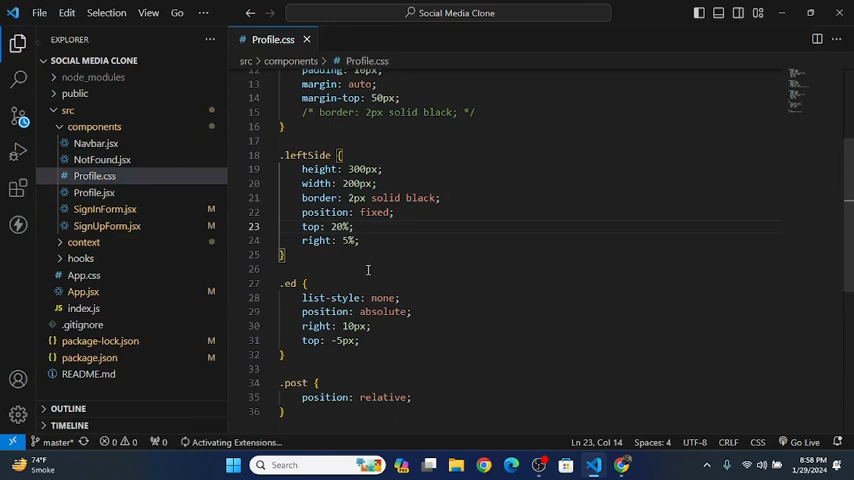 File Edit Selection View Go ... Social Media Clone
EXPLORER ...
SOCIAL MEDIA CLONE
node_modules
public
src
components
Navbar.jsx
NotFound.jsx
Profile.css
Profile.jsx
SignInForm.jsx M
SignUpForm.jsx M
context
hooks
App.css
App.jsx M
index.js
.gitignore
package-lock.json M
package.json M
README.md
OUTLINE
TIMELINE
Profile.css
src > components > Profile.css
12 padding: 10px;
13 margin: auto;
14 margin-top: 50px;
15 /* border: 2px solid black; */
16 }
17
18 .leftSide {
19 height: 300px;
20 width: 200px;
21 border: 2px solid black;
22 position: fixed;
23 top: 20%;
24 right: 5%;
25 }
26
27 .ed {
28 list-style: none;
29 position: absolute;
30 right: 10px;
31 top: -5px;
32 }
33
34 .post {
35 position: relative;
36 }
master* 0 0 0 Activating Extensions... Ln 23, Col 14 Spaces: 4 UTF-8 CRLF CSS Go Live
74°F
Smoke
Search
8:58 PM
1/29/2024